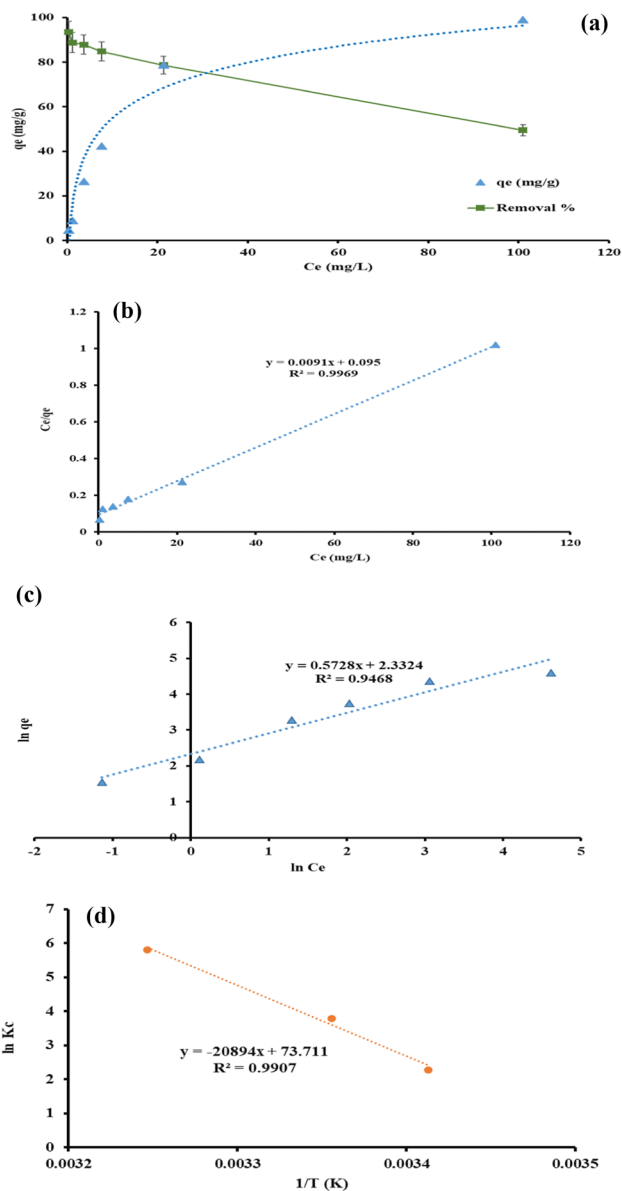 (a)
qe (mg/g)
100
80
60
40
20
0
0 20 40 60 80 100 120
Ce (mg/L)
qe (mg/g)
Removal %
(b)
Ce/qe
1.2
1
0.8
0.6
0.4
0.2
0
y = 0.0091x + 0.095
R² = 0.9969
0 20 40 60 80 100 120
Ce (mg/L)
(c)
ln qe
6
5
4
3
2
1
0
y = 0.5728x + 2.3324
R² = 0.9468
-2 -1 0 1 2 3 4 5
ln Ce
(d)
ln Kc
7
6
5
4
3
2
1
0
y = -20894x + 73.711
R² = 0.9907
0.0032 0.0033 0.0034 0.0035
1/T (K)